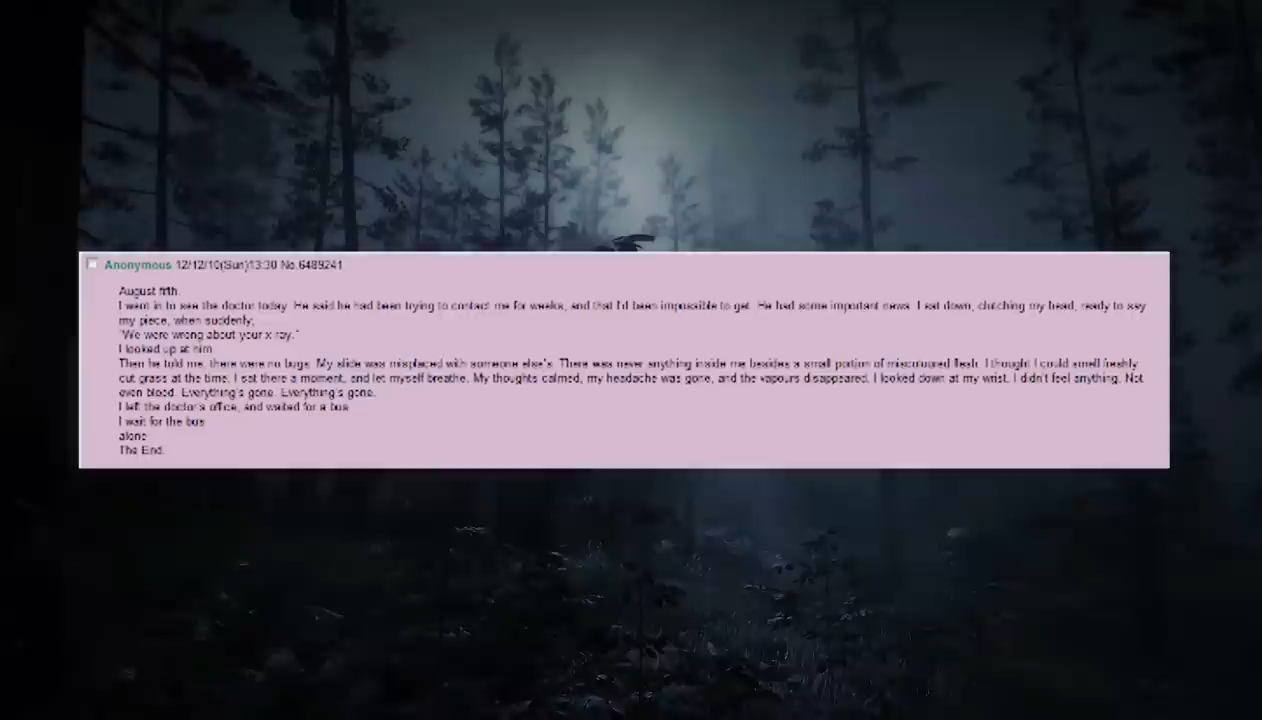 Anonymous 12/12/10(Sun)13:30 No.6489241
August fifth.
I went in to see the doctor today. He said he had been trying to contact me for weeks, and that I'd been impossible to get. He had some important news. I sat down, clutching my head, ready to say
my piece, when suddenly;
"We were wrong about your x-ray."
I looked up at him.
Then he told me, there were no bugs. My slide was misplaced with someone else's. There was never anything inside me besides a small portion of miscoloured flesh. I thought I could smell freshly
cut grass at the time. I sat there a moment, and let myself breathe. My thoughts calmed, my headache was gone, and the vapours disappeared. I looked down at my wrist. I didn't feel anything. Not
even blood. Everything's gone. Everything's gone.
I left the doctor's office, and waited for a bus
I wait for the bus
alone
The End.